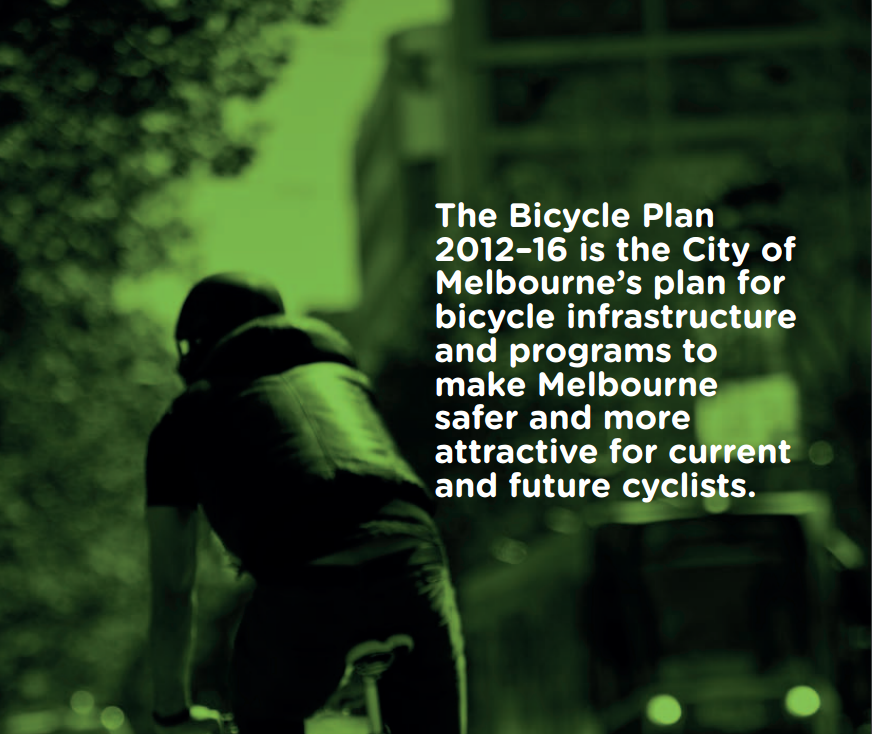 The Bicycle Plan
2012–16 is the City of
Melbourne’s plan for
bicycle infrastructure
and programs to
make Melbourne
safer and more
attractive for current
and future cyclists.